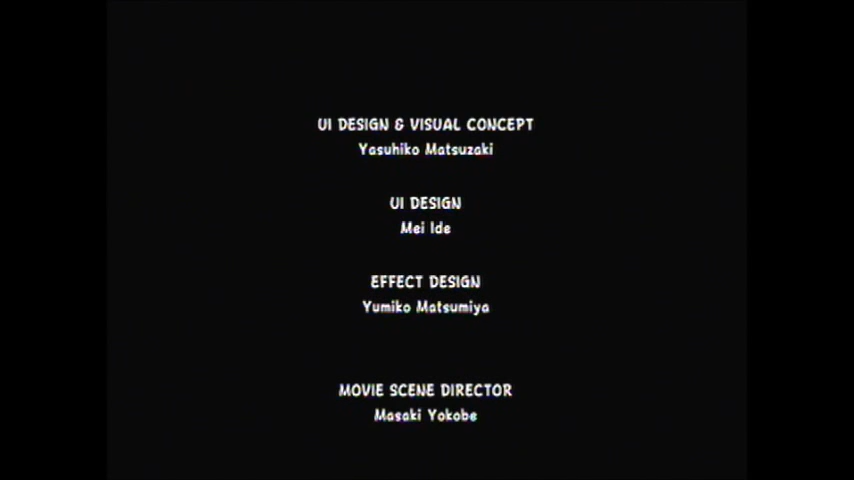 UI DESIGN & VISUAL CONCEPT
Yasuhiko Matsuzaki
UI DESIGN
Mei Ide
EFFECT DESIGN
Yumiko Matsumiya
MOVIE SCENE DIRECTOR
Masaki Yokobe